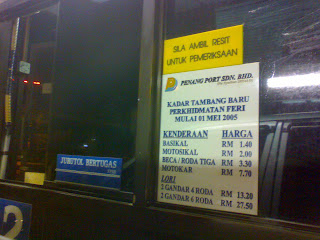 SILA AMBIL RESIT
UNTUK PEMERIKSAAN
PENANG PORT SDN. BHD.
KADAR TAMBANG BARU
PERKHIDMATAN FERI
MULAI 01 MEI 2005
KENDERAAN HARGA
BASIKAL RM 1.40
MOTOSIKAL RM 2.00
BECA / RODA TIGA RM 3.30
MOTOKAR RM 7.70
LORI
2 GANDAR 4 RODA RM 13.20
2 GANDAR 6 RODA RM 27.50
JURUTOL BERTUGAS
2